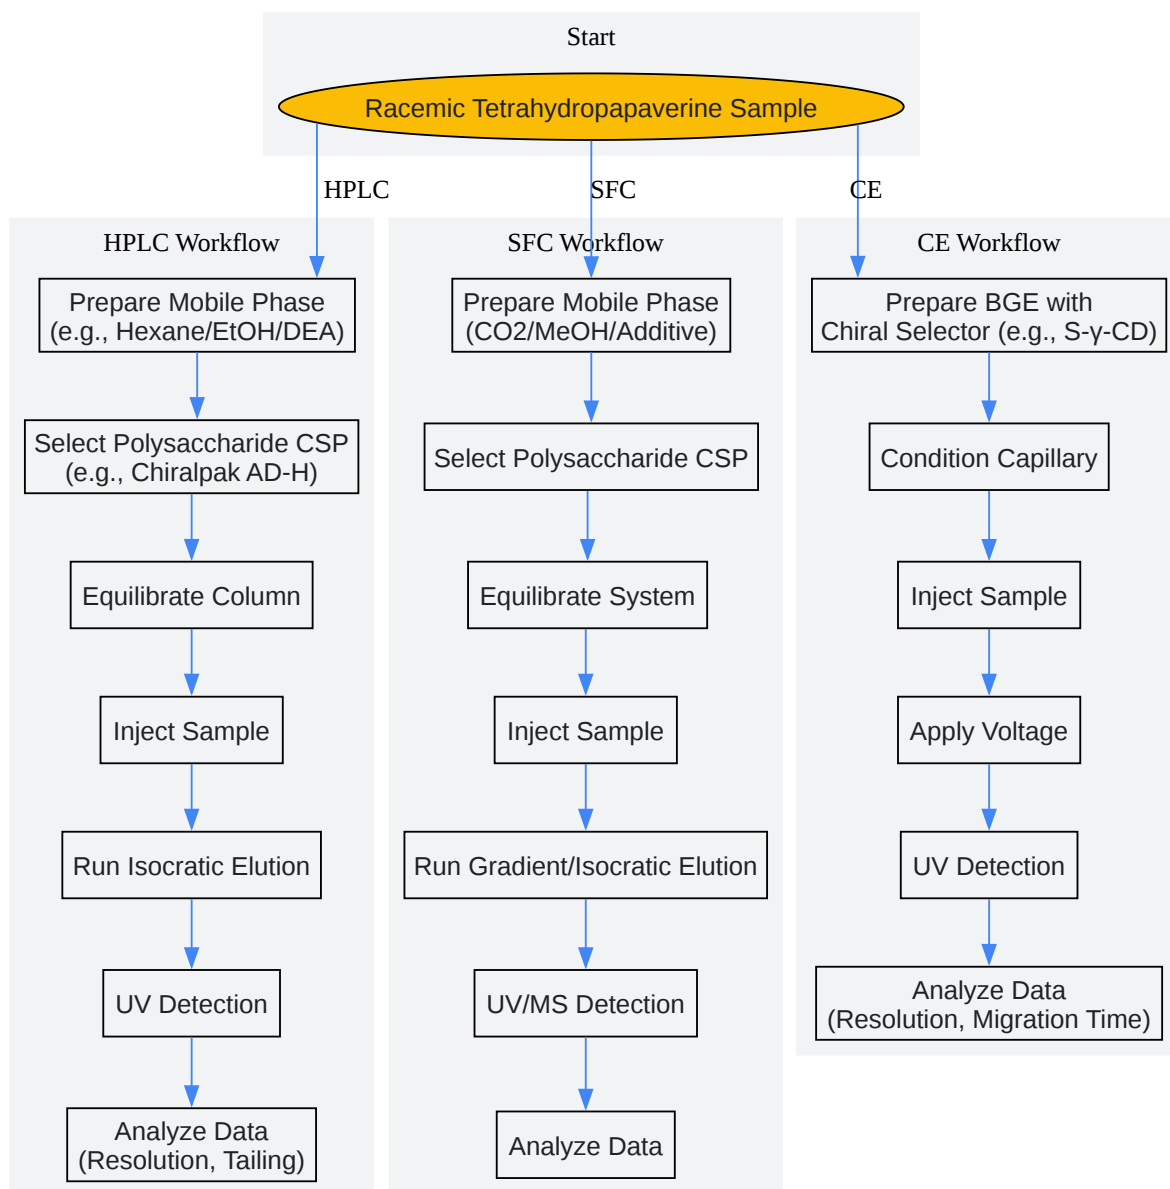 Start
Racemic Tetrahydropapaverine Sample
HPLC
SFC
CE
HPLC Workflow
Prepare Mobile Phase
(e.g., Hexane/EtOH/DEA)
Select Polysaccharide CSP
(e.g., Chiralpak AD-H)
Equilibrate Column
Inject Sample
Run Isocratic Elution
UV Detection
Analyze Data
(Resolution, Tailing)
SFC Workflow
Prepare Mobile Phase
(CO2/MeOH/Additive)
Select Polysaccharide CSP
Equilibrate System
Inject Sample
Run Gradient/Isocratic Elution
UV/MS Detection
Analyze Data
CE Workflow
Prepare BGE with
Chiral Selector (e.g., S-γ-CD)
Condition Capillary
Inject Sample
Apply Voltage
UV Detection
Analyze Data
(Resolution, Migration Time)